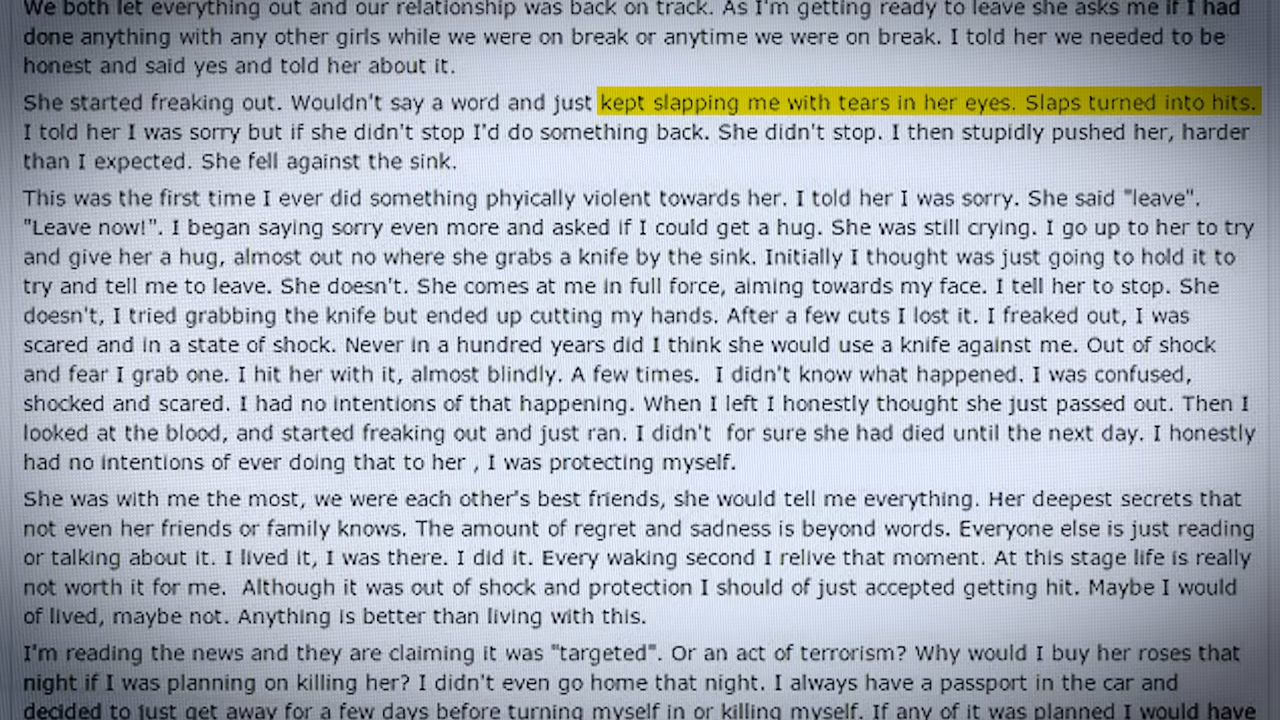 We both let everything out and our relationship was back on track. As I'm getting ready to leave she asks me if I had
done anything with any other girls while we were on break or anytime we were on break. I told her we needed to be
honest and said yes and told her about it.
She started freaking out. Wouldn't say a word and just kept slapping me with tears in her eyes. Slaps turned into hits.
I told her I was sorry but if she didn't stop I'd do something back. She didn't stop. I then stupidly pushed her, harder
than I expected. She fell against the sink.
This was the first time I ever did something phyically violent towards her. I told her I was sorry. She said "leave".
"Leave now!". I began saying sorry even more and asked if I could get a hug. She was still crying. I go up to her to try
and give her a hug, almost out no where she grabs a knife by the sink. Initially I thought was just going to hold it to
try and tell me to leave. She doesn't. She comes at me in full force, aiming towards my face. I tell her to stop. She
doesn't, I tried grabbing the knife but ended up cutting my hands. After a few cuts I lost it. I freaked out, I was
scared and in a state of shock. Never in a hundred years did I think she would use a knife against me. Out of shock
and fear I grab one. I hit her with it, almost blindly. A few times.  I didn't know what happened. I was confused,
shocked and scared. I had no intentions of that happening. When I left I honestly thought she just passed out. Then I
looked at the blood, and started freaking out and just ran. I didn't  for sure she had died until the next day. I honestly
had no intentions of ever doing that to her , I was protecting myself.
She was with me the most, we were each other's best friends, she would tell me everything. Her deepest secrets that
not even her friends or family knows. The amount of regret and sadness is beyond words. Everyone else is just reading
or talking about it. I lived it, I was there. I did it. Every waking second I relive that moment. At this stage life is really
not worth it for me.  Although it was out of shock and protection I should of just accepted getting hit. Maybe I would
of lived, maybe not. Anything is better than living with this.
I'm reading the news and they are claiming it was "targeted". Or an act of terrorism? Why would I buy her roses that
night if I was planning on killing her? I didn't even go home that night. I always have a passport in the car and
decided to just get away for a few days before turning myself in or killing myself. If any of it was planned I would have